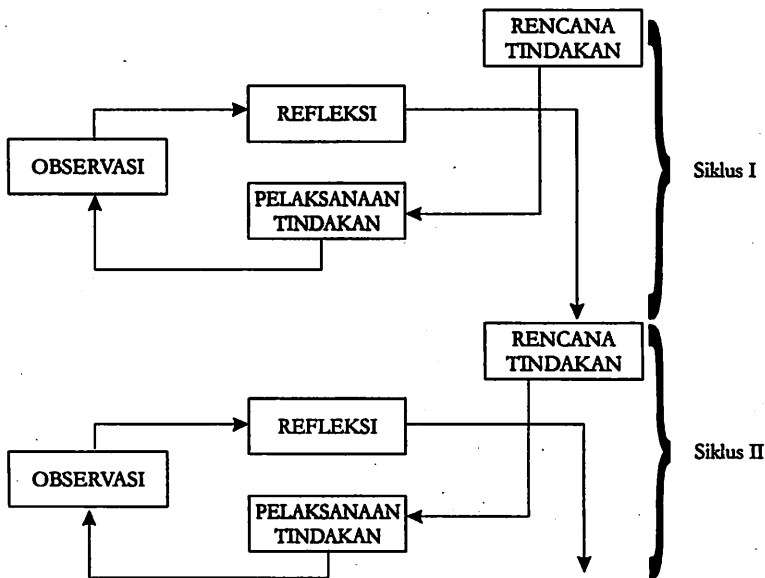 RENCANA
TINDAKAN
REFLEKSI
OBSERVASI
Siklus I
PELAKSANAAN
TINDAKAN
RENCANA
TINDAKAN
REFLEKSI
Siklus II
OBSERVASI
PELAKSANAAN
TINDAKAN